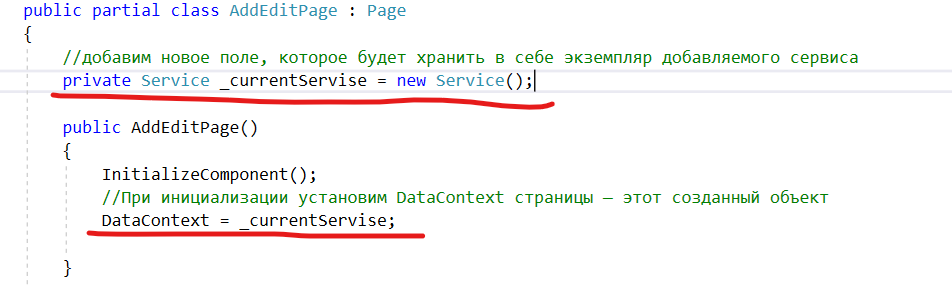 public partial class AddEditPage : Page
{
//добавим новое поле, которое будет хранить в себе экземпляр добавляемого сервиса
private Service _currentServise = new Service();
public AddEditPage()
{
InitializeComponent();
//При инициализации установим DataContext страницы — этот созданный объект
DataContext = _currentServise;
}